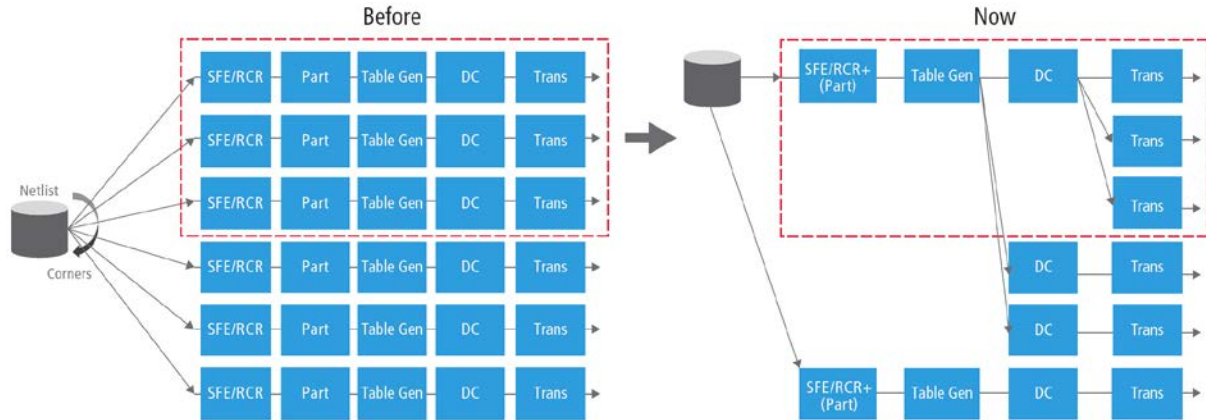 Before
SFE/RCR Part Table Gen DC Trans
SFE/RCR Part Table Gen DC Trans
SFE/RCR Part Table Gen DC Trans
Netlist
Corners
SFE/RCR Part Table Gen DC Trans
SFE/RCR Part Table Gen DC Trans
SFE/RCR Part Table Gen DC Trans
Now
SFE/RCR+
(Part)
Table Gen DC Trans
Trans
Trans
DC Trans
DC Trans
SFE/RCR+
(Part)
Table Gen DC Trans